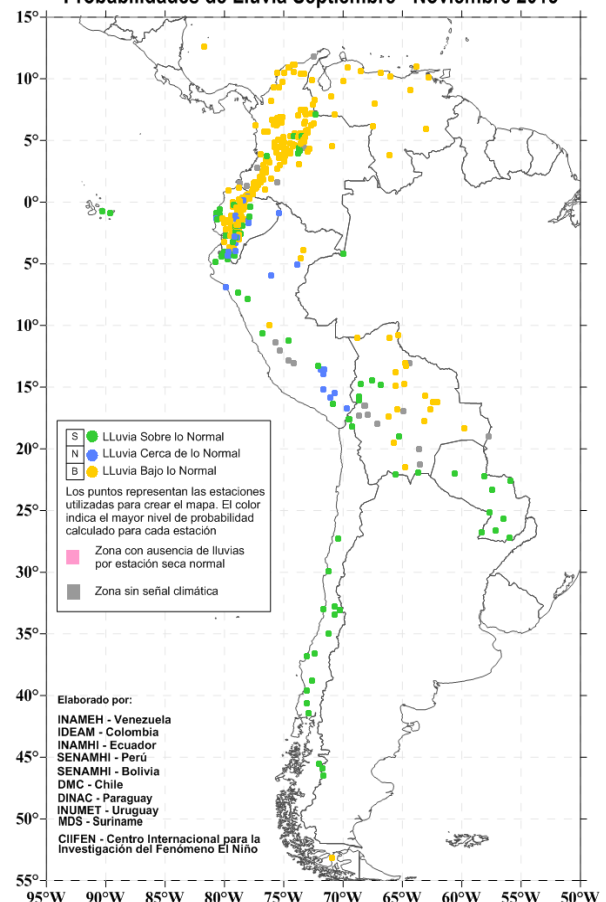 15°
10°
5°
0°
5°
10°
15°
20°
25°
30°
35°
40°
45°
50°
55°
S LLuvia Sobre lo Normal
N LLuvia Cerca de lo Normal
B LLuvia Bajo lo Normal
Los puntos representan las estaciones
utilizadas para crear el mapa. El color
indica el mayor nivel de probabilidad
calculado para cada estación
Zona con ausencia de lluvias
por estación seca normal
Zona sin señal climática
Elaborado por:
INAMEH - Venezuela
IDEAM - Colombia
INAMHI - Ecuador
SENAMHI - Perú
SENAMHI - Bolivia
DMC - Chile
DINAC - Paraguay
INUMET - Uruguay
MDS - Suriname
CIIFEN - Centro Internacional para la
Investigación del Fenómeno El Niño
95°W 90°W 85°W 80°W 75°W 70°W 65°W 60°W 55°W 50°W